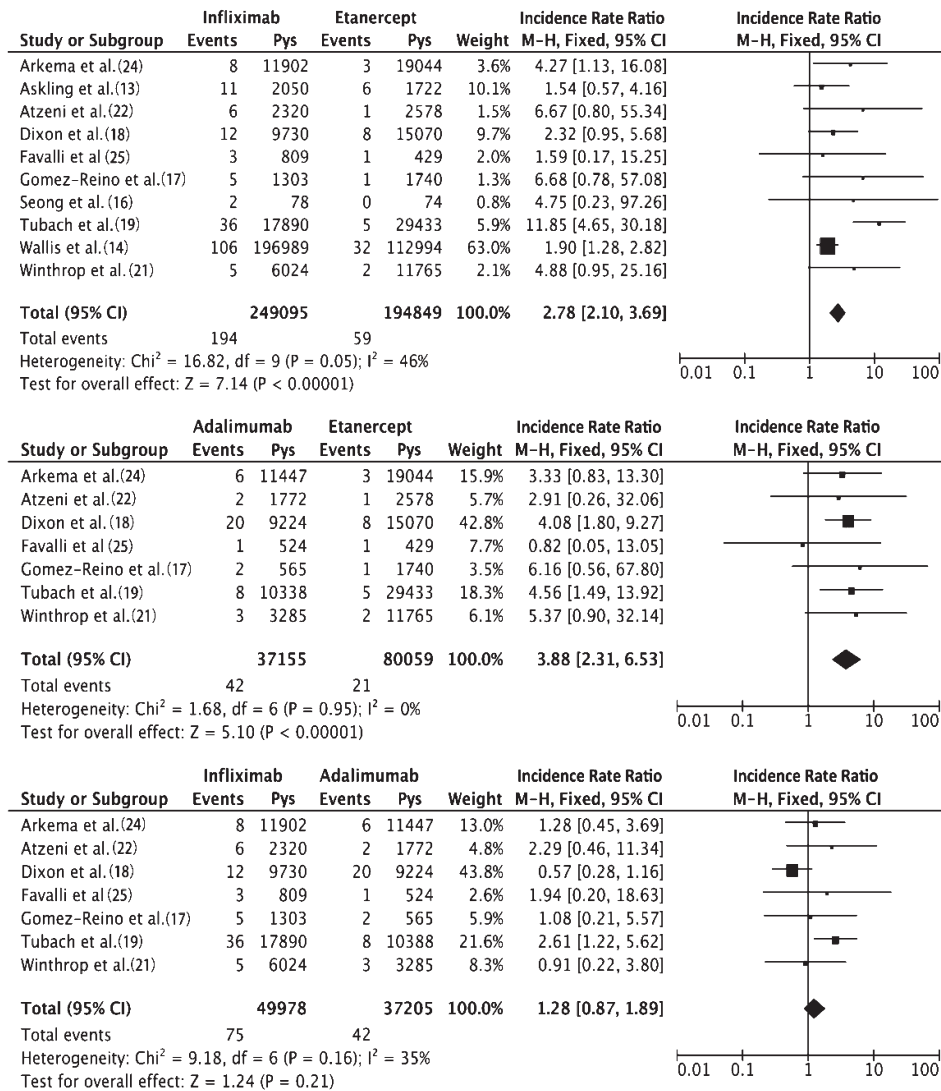 Infliximab Etanercept Incidence Rate Ratio Incidence Rate Ratio
Study or Subgroup Events Pys Events Pys Weight M-H, Fixed, 95% CI M-H, Fixed, 95% CI
Arkema et al.(24) 8 11902 3 19044 3.6% 4.27 [1.13, 16.08]
Askling et al.(13) 11 2050 6 1722 10.1% 1.54 [0.57, 4.16]
Atzeni et al.(22) 6 2320 1 2578 1.5% 6.67 [0.80, 55.34]
Dixon et al.(18) 12 9730 8 15070 9.7% 2.32 [0.95, 5.68]
Favalli et al(25) 3 809 1 429 2.0% 1.59 [0.17, 15.25]
Gomez-Reino et al.(17) 5 1303 1 1740 1.3% 6.68 [0.78, 57.08]
Seong et al.(16) 2 78 0 74 0.8% 4.75 [0.23, 97.26]
Tubach et al.(19) 36 17890 5 29433 5.9% 11.85 [4.65, 30.18]
Wallis et al.(14) 106 196989 32 112994 63.0% 1.90 [1.28, 2.82]
Winthrop et al.(21) 5 6024 2 11765 2.1% 4.88 [0.95, 25.16]
Total (95% CI) 249095 194849 100.0% 2.78 [2.10, 3.69]
Total events 194 59
Heterogeneity: Chi² = 16.82, df = 9 (P = 0.05); I² = 46%
Test for overall effect: Z = 7.14 (P < 0.00001)
0.01 0.1 1 10 100
Adalimumab Etanercept Incidence Rate Ratio Incidence Rate Ratio
Study or Subgroup Events Pys Events Pys Weight M-H, Fixed, 95% CI M-H, Fixed, 95% CI
Arkema et al.(24) 6 11447 3 19044 15.9% 3.33 [0.83, 13.30]
Atzeni et al.(22) 2 1772 1 2578 5.7% 2.91 [0.26, 32.06]
Dixon et al.(18) 20 9224 8 15070 42.8% 4.08 [1.80, 9.27]
Favalli et al(25) 1 524 1 429 7.7% 0.82 [0.05, 13.05]
Gomez-Reino et al.(17) 2 565 1 1740 3.5% 6.16 [0.56, 67.80]
Tubach et al.(19) 8 10338 5 29433 18.3% 4.56 [1.49, 13.92]
Winthrop et al.(21) 3 3285 2 11765 6.1% 5.37 [0.90, 32.14]
Total (95% CI) 37155 80059 100.0% 3.88 [2.31, 6.53]
Total events 42 21
Heterogeneity: Chi² = 1.68, df = 6 (P = 0.95); I² = 0%
Test for overall effect: Z = 5.10 (P < 0.00001)
0.01 0.1 1 10 100
Infliximab Adalimumab Incidence Rate Ratio Incidence Rate Ratio
Study or Subgroup Events Pys Events Pys Weight M-H, Fixed, 95% CI M-H, Fixed, 95% CI
Arkema et al.(24) 8 11902 6 11447 13.0% 1.28 [0.45, 3.69]
Atzeni et al.(22) 6 2320 2 1772 4.8% 2.29 [0.46, 11.34]
Dixon et al.(18) 12 9730 20 9224 43.8% 0.57 [0.28, 1.16]
Favalli et al(25) 3 809 1 524 2.6% 1.94 [0.20, 18.63]
Gomez-Reino et al.(17) 5 1303 2 565 5.9% 1.08 [0.21, 5.57]
Tubach et al.(19) 36 17890 8 10388 21.6% 2.61 [1.22, 5.62]
Winthrop et al.(21) 5 6024 3 3285 8.3% 0.91 [0.22, 3.80]
Total (95% CI) 49978 37205 100.0% 1.28 [0.87, 1.89]
Total events 75 42
Heterogeneity: Chi² = 9.18, df = 6 (P = 0.16); I² = 35%
Test for overall effect: Z = 1.24 (P = 0.21)
0.01 0.1 1 10 100